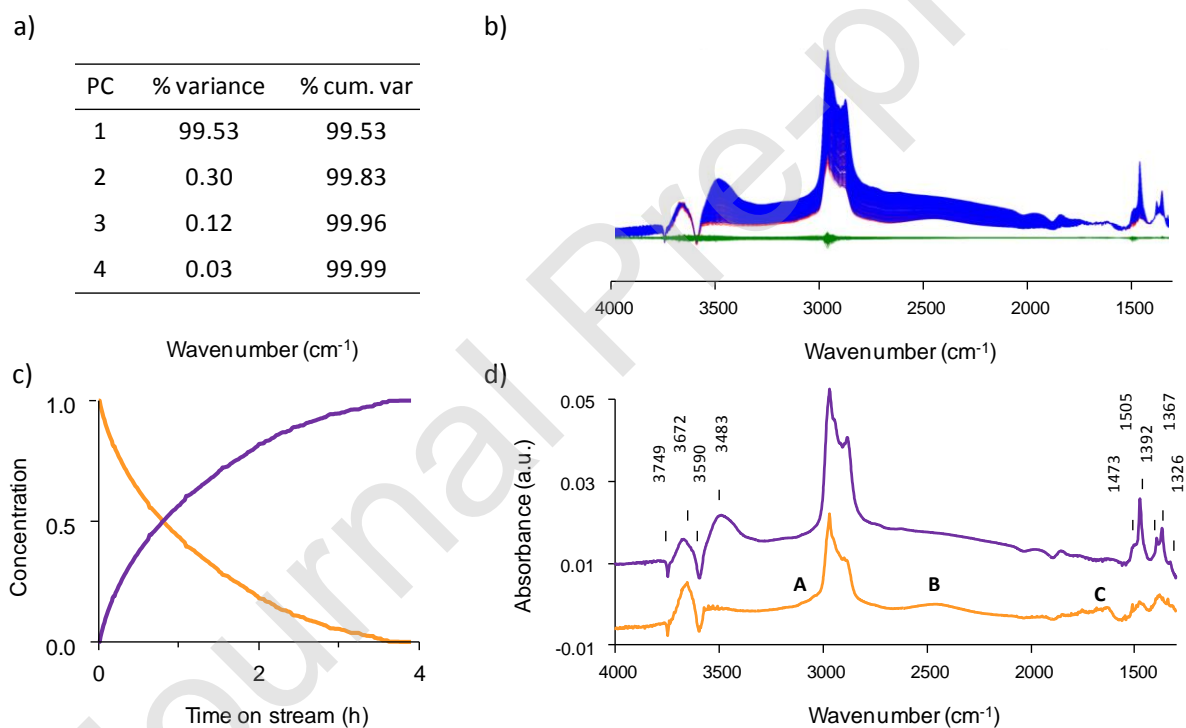 a)
PC % variance % cum. var
1 99.53 99.53
2 0.30 99.83
3 0.12 99.96
4 0.03 99.99
Wavenumber (cm-1)
b)
4000 3500 3000 2500 2000 1500
Wavenumber (cm-1)
c)
Concentration
1.0
0.5
0.0
0 2 4
Time on stream (h)
d)
Absorbance (a.u.)
0.05
0.03
0.01
-0.01
3749
3672
3590
3483
1505
1473
1392
1367
1326
A
B
C
4000 3500 3000 2500 2000 1500
Wavenumber (cm-1)
Journal Pre-pr